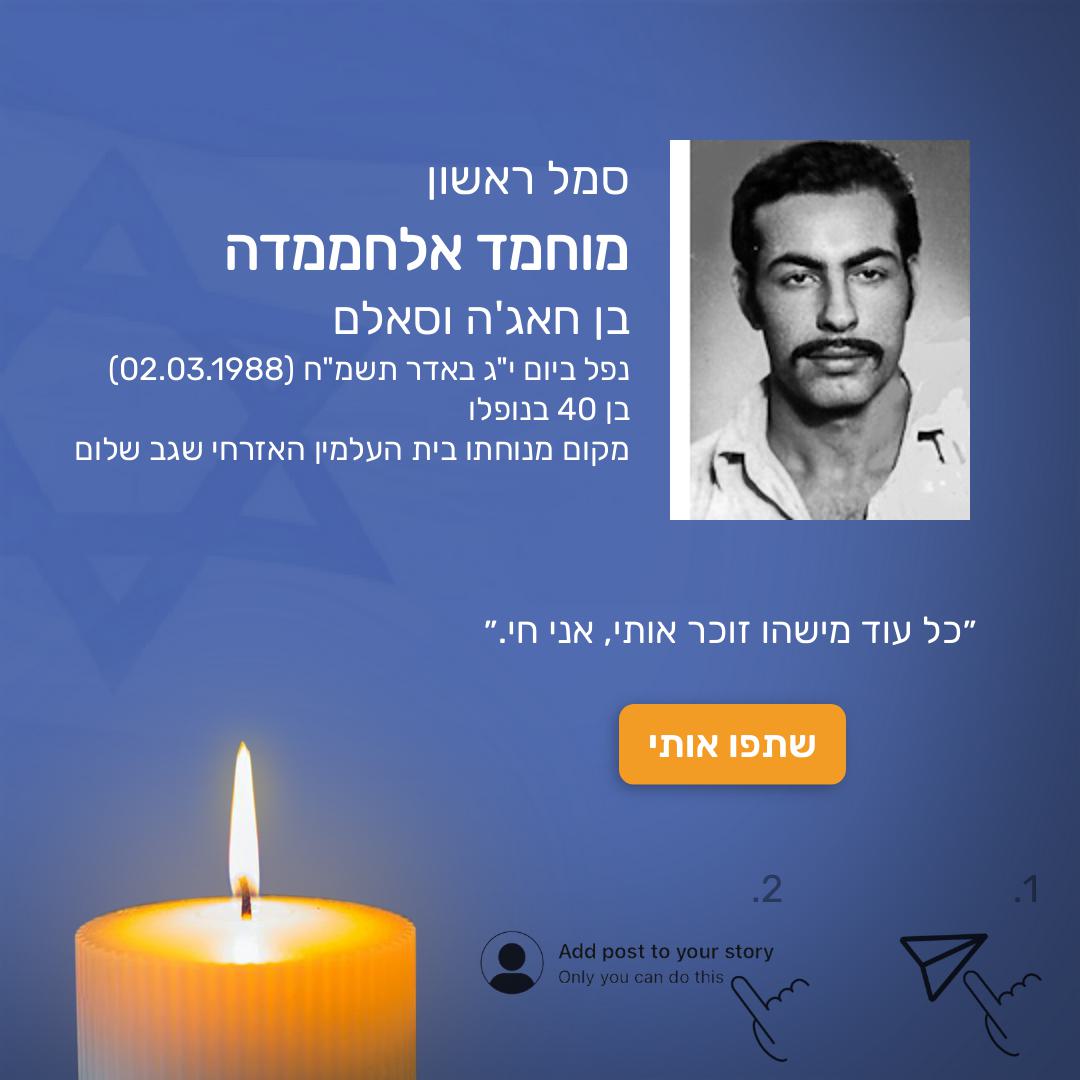 סמל ראשון
מוחמד אלחממדה
בן חאג'ה וסאלם
נפל ביום י"ג באדר תשמ"ח (02.03.1988)
בן 40 בנופלו
מקום מנוחתו בית העלמין האזרחי שגב שלום
״כל עוד מישהו זוכר אותי, אני חי.״
שתפו אותי
1.
2.
Add post to your story
Only you can do this